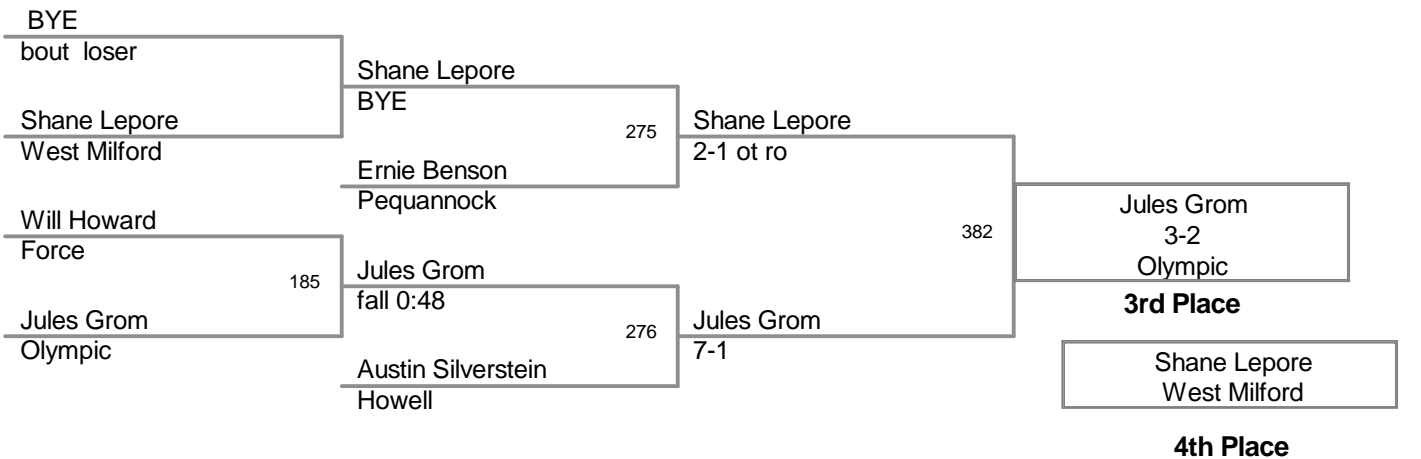 BYE
bout loser
Shane Lepore
West Milford
Will Howard
Force
185
Jules Grom
Olympic
Shane Lepore
BYE
275
Ernie Benson
Pequannock
Jules Grom
fall 0:48
276
Austin Silverstein
Howell
Shane Lepore
2-1 ot ro
382
Jules Grom
7-1
Jules Grom
3-2
Olympic
3rd Place
Shane Lepore
West Milford
4th Place